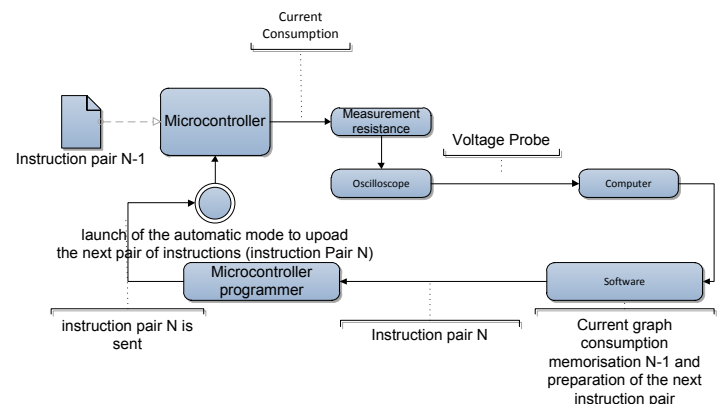 Current
Consumption
Microcontroller
Measurement
resistance
Instruction pair N-1
Voltage Probe
Oscilloscope
Computer
launch of the automatic mode to upoad
the next pair of instructions (instruction Pair N)
Microcontroller
programmer
Software
instruction pair N is
sent
Instruction pair N
Current graph
consumption
memorisation N-1 and
preparation of the next
instruction pair